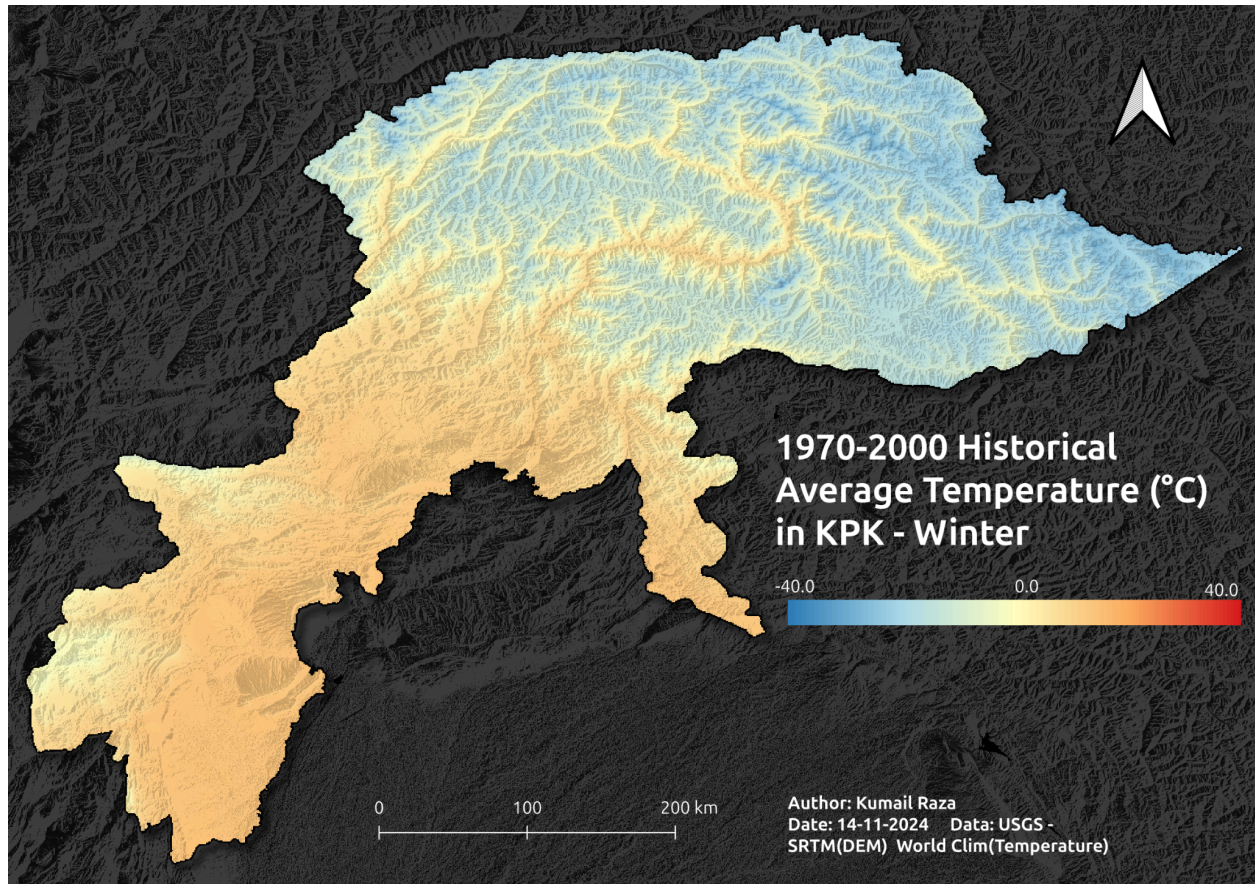 1970-2000 Historical
Average Temperature (°C)
in KPK - Winter
-40.0 0.0 40.0
0 100 200 km
Author: Kumail Raza
Date: 14-11-2024 Data: USGS -
SRTM(DEM) World Clim(Temperature)